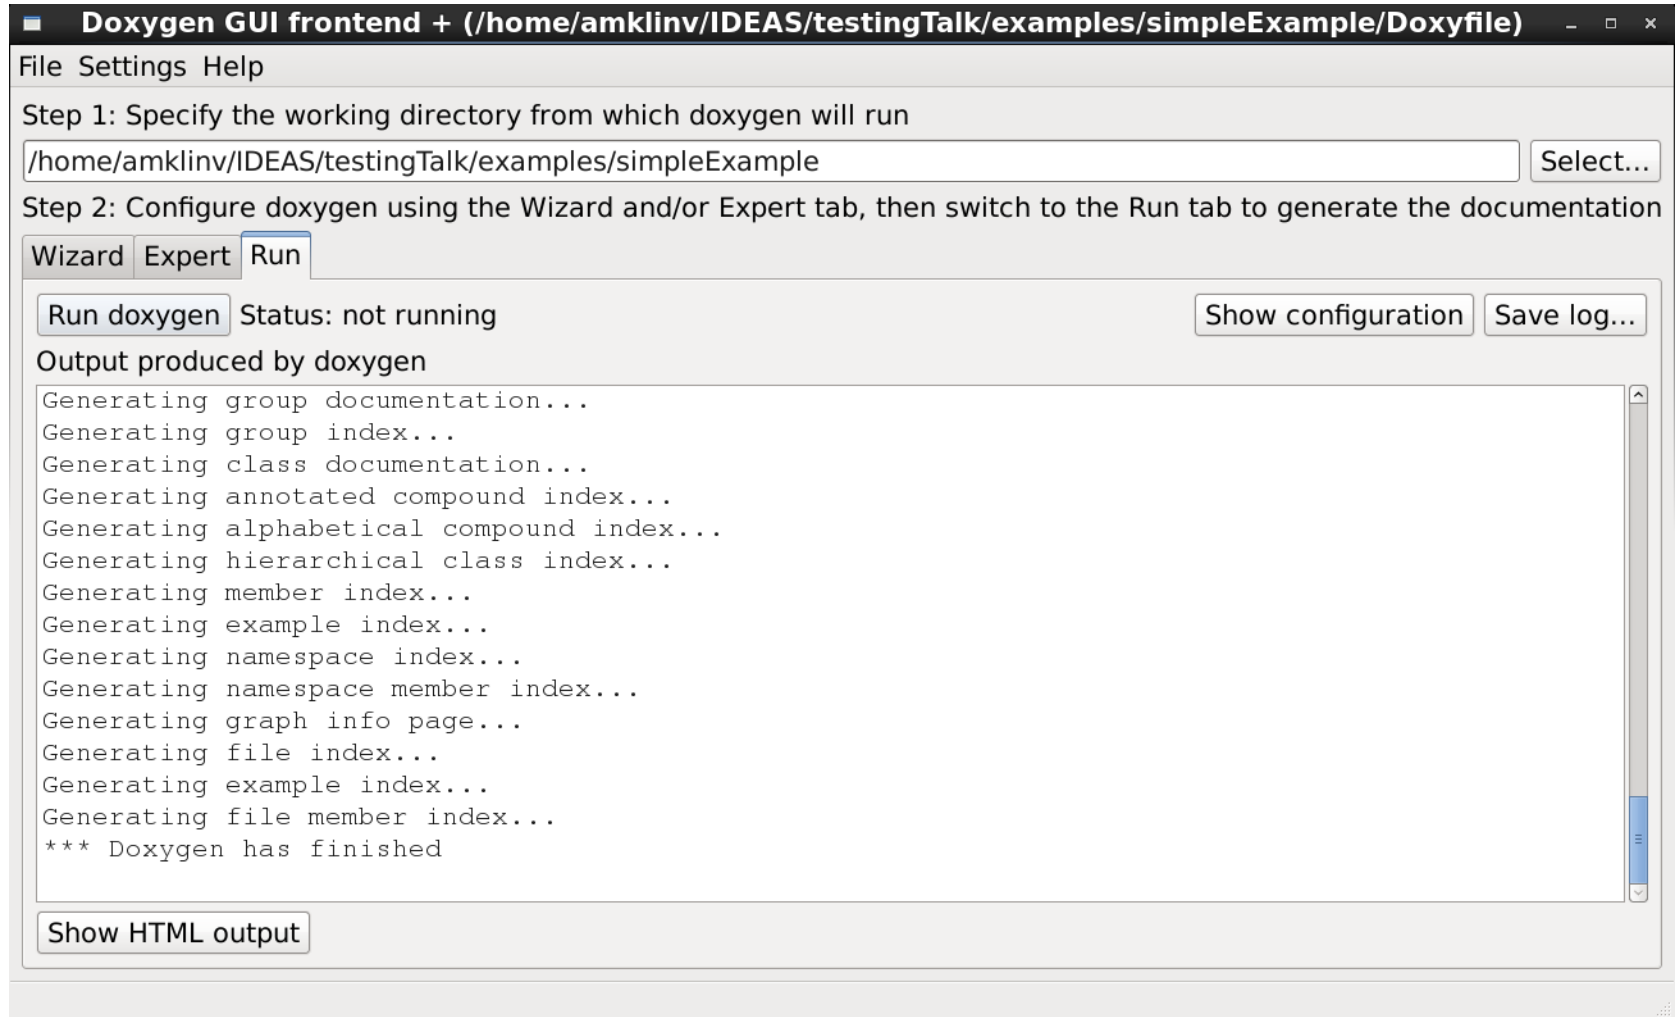 Doxygen GUI frontend + (/home/amklinv/IDEAS/testingTalk/examples/simpleExample/Doxyfile)
File Settings Help
Step 1: Specify the working directory from which doxygen will run
/home/amklinv/IDEAS/testingTalk/examples/simpleExample Select...
Step 2: Configure doxygen using the Wizard and/or Expert tab, then switch to the Run tab to generate the documentation
Wizard Expert Run
Run doxygen Status: not running Show configuration Save log...
Output produced by doxygen
Generating group documentation...
Generating group index...
Generating class documentation...
Generating annotated compound index...
Generating alphabetical compound index...
Generating hierarchical class index...
Generating member index...
Generating example index...
Generating namespace index...
Generating namespace member index...
Generating graph info page...
Generating file index...
Generating example index...
Generating file member index...
*** Doxygen has finished
Show HTML output